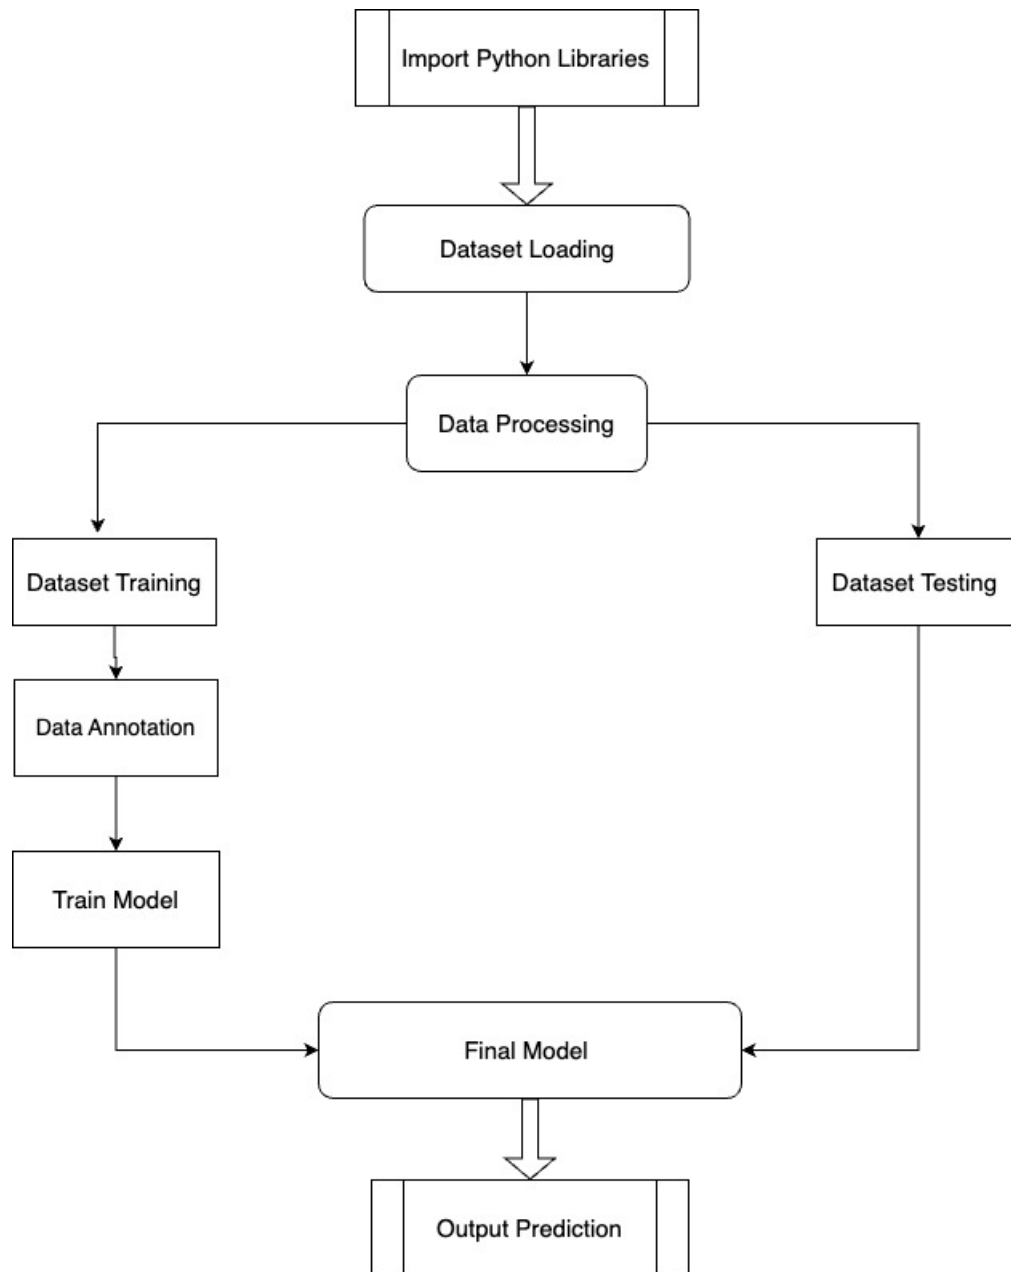 Import Python Libraries
Dataset Loading
Data Processing
Dataset Training
Dataset Testing
Data Annotation
Train Model
Final Model
Output Prediction